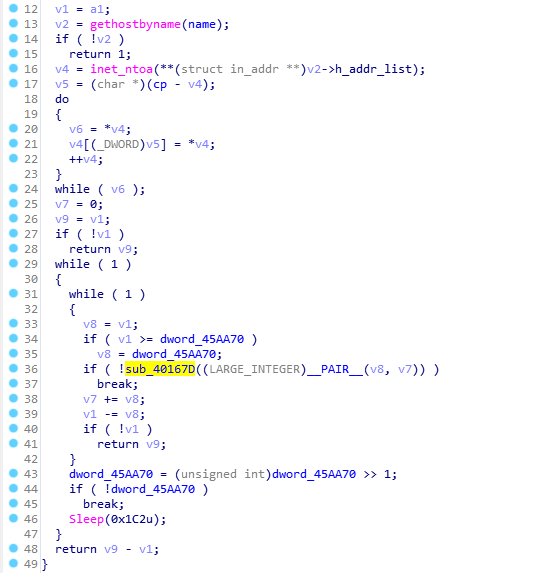 12 v1 = a1;
13 v2 = gethostbyname(name);
14 if ( !v2 )
15 return 1;
16 v4 = inet_ntoa(**(struct in_addr **)v2->h_addr_list);
17 v5 = (char *)(cp - v4);
18 do
19 {
20 v6 = *v4;
21 v4[(_DWORD)v5] = *v4;
22 ++v4;
23 }
24 while ( v6 );
25 v7 = 0;
26 v9 = v1;
27 if ( !v1 )
28 return v9;
29 while ( 1 )
30 {
31 while ( 1 )
32 {
33 v8 = v1;
34 if ( v1 >= dword_45AA70 )
35 v8 = dword_45AA70;
36 if ( !sub_40167D((LARGE_INTEGER)__PAIR__(v8, v7)) )
37 break;
38 v7 += v8;
39 v1 -= v8;
40 if ( !v1 )
41 return v9;
42 }
43 dword_45AA70 = (unsigned int)dword_45AA70 >> 1;
44 if ( !dword_45AA70 )
45 break;
46 Sleep(0x1C2u);
47 }
48 return v9 - v1;
49 }